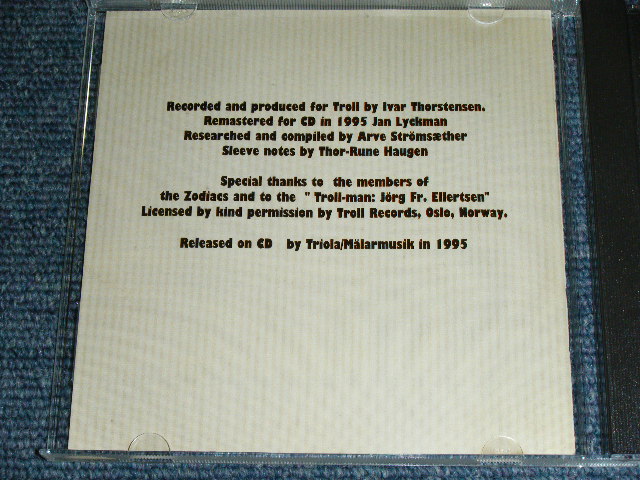 Recorded and produced for Troll by Ivar Thorstensen.
Remastered for CD in 1995 Jan Lyckman
Researched and compiled by Arve Strömsæther
Sleeve notes by Thor-Rune Haugen
Special thanks to the members of
the Zodiacs and to the " Troll-man: Jörg Fr. Ellertsen"
Licensed by kind permission by Troll Records, Oslo, Norway.
Released on CD by Triola/Mälarmusik in 1995